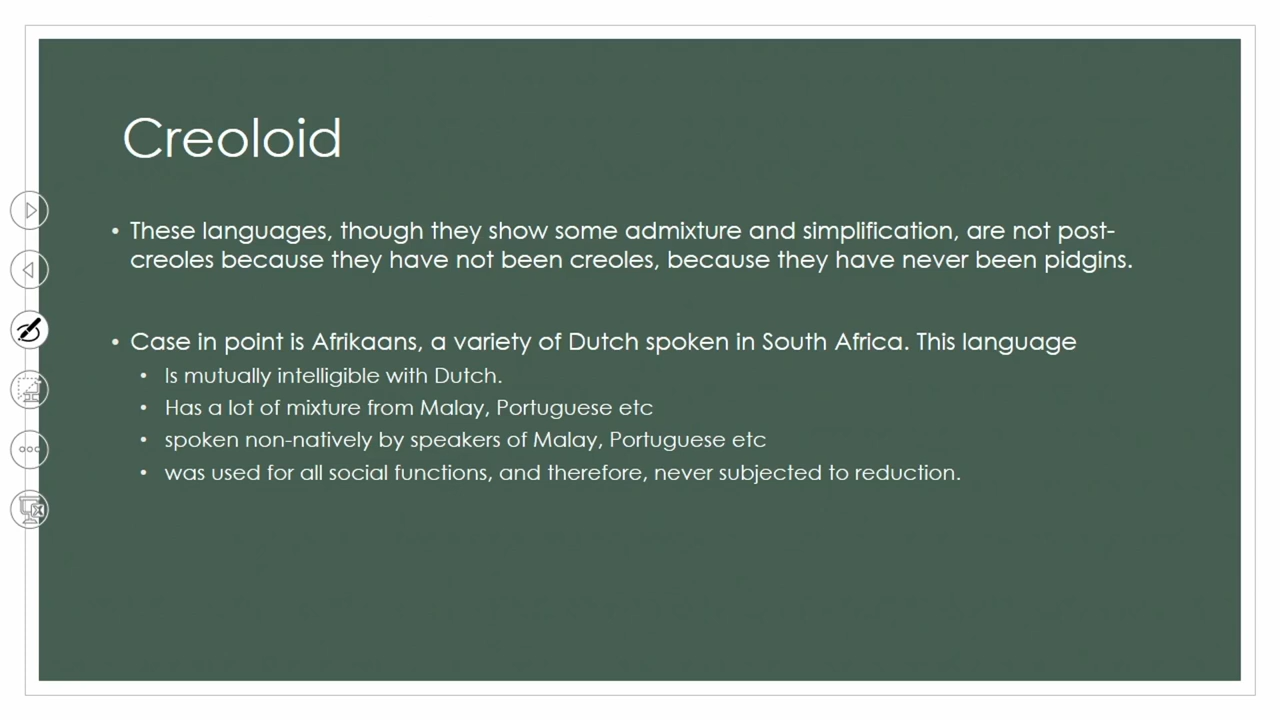 Creoloid
• These languages, though they show some admixture and simplification, are not post-
creoles because they have not been creoles, because they have never been pidgins.
• Case in point is Afrikaans, a variety of Dutch spoken in South Africa. This language
• Is mutually intelligible with Dutch.
• Has a lot of mixture from Malay, Portuguese etc
• spoken non-natively by speakers of Malay, Portuguese etc
• was used for all social functions, and therefore, never subjected to reduction.